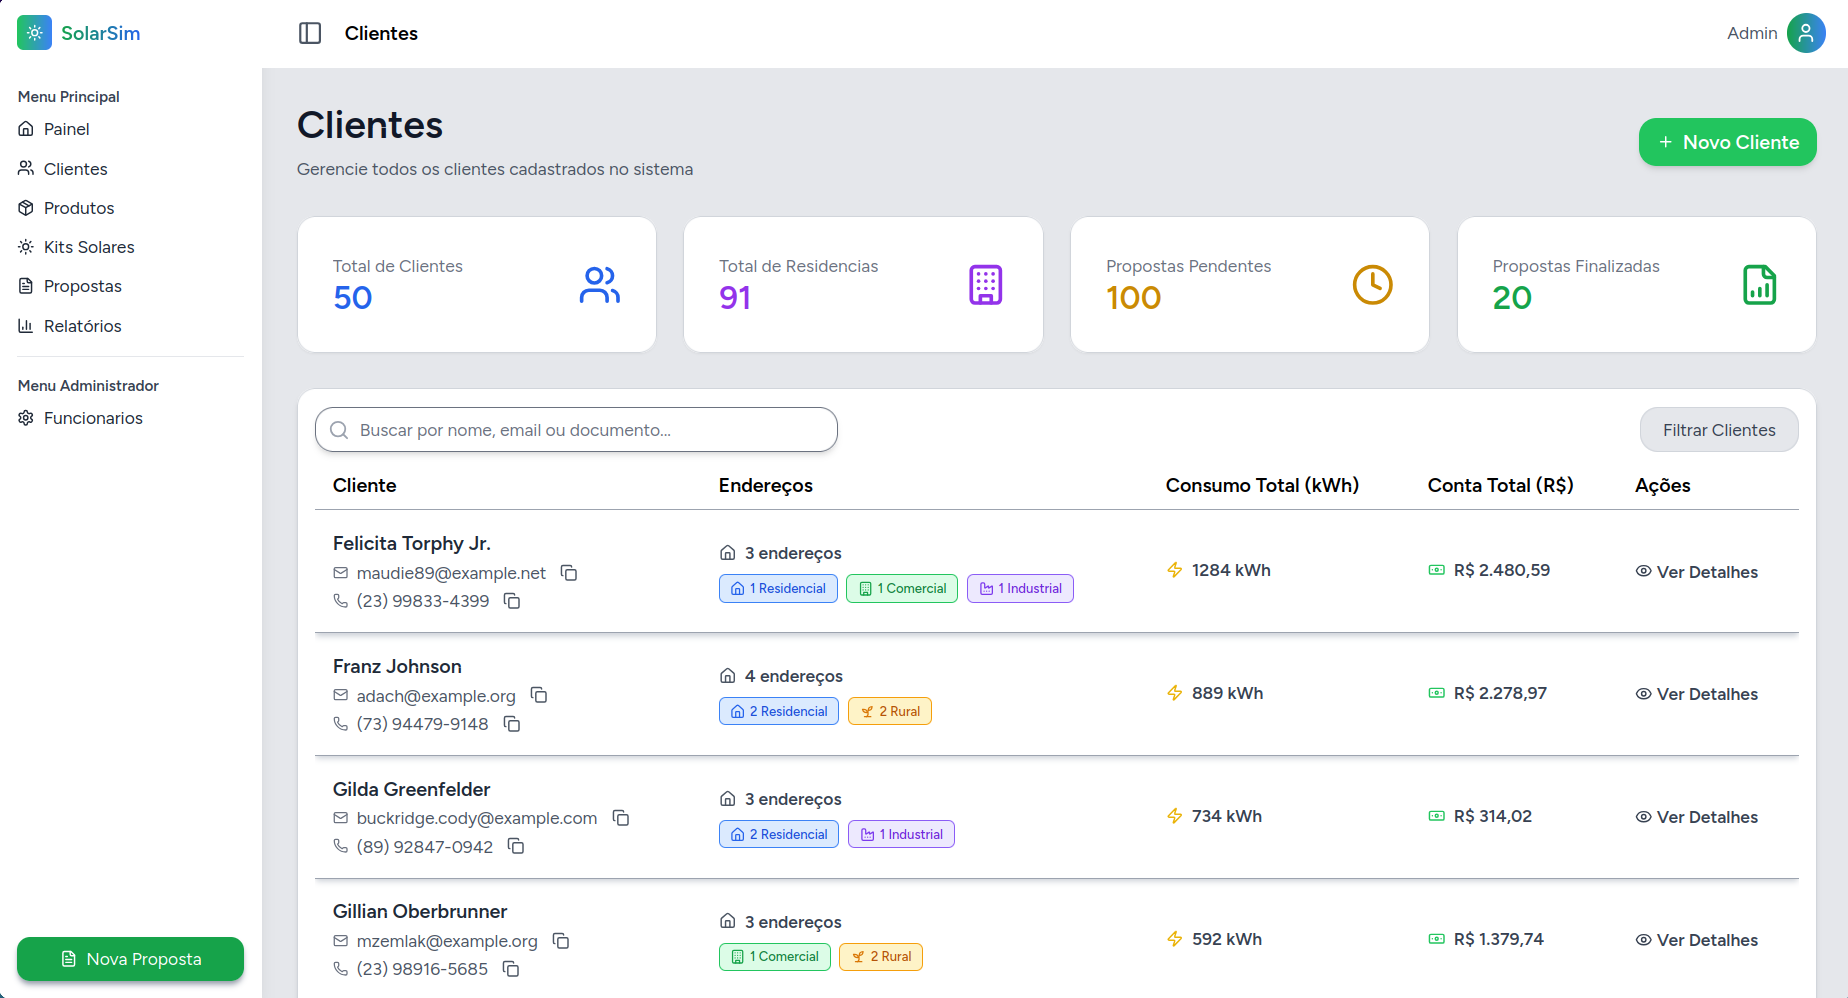 SolarSim
Clientes
Admin
Menu Principal
Painel
Clientes
Produtos
Kits Solares
Propostas
Relatórios
Menu Administrador
Funcionarios
Nova Proposta
Clientes
Gerencie todos os clientes cadastrados no sistema
+ Novo Cliente
Total de Clientes
50
Total de Residencias
91
Propostas Pendentes
100
Propostas Finalizadas
20
Buscar por nome, email ou documento...
Filtrar Clientes
Cliente Endereços Consumo Total (kWh) Conta Total (R$) Ações
Felicita Torphy Jr.
maudie89@example.net
(23) 99833-4399
3 endereços
1 Residencial 1 Comercial 1 Industrial
1284 kWh
R$ 2.480,59
Ver Detalhes
Franz Johnson
adach@example.org
(73) 94479-9148
4 endereços
2 Residencial 2 Rural
889 kWh
R$ 2.278,97
Ver Detalhes
Gilda Greenfelder
buckridge.cody@example.com
(89) 92847-0942
3 endereços
2 Residencial 1 Industrial
734 kWh
R$ 314,02
Ver Detalhes
Gillian Oberbrunner
mzemlak@example.org
(23) 98916-5685
3 endereços
1 Comercial 2 Rural
592 kWh
R$ 1.379,74
Ver Detalhes